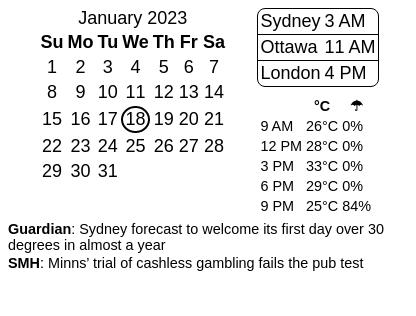 January 2023
Su Mo Tu We Th Fr Sa
1 2 3 4 5 6 7
8 9 10 11 12 13 14
15 16 17 18 19 20 21
22 23 24 25 26 27 28
29 30 31
Sydney 3 AM
Ottawa 11 AM
London 4 PM
°C ☂
9 AM 26°C 0%
12 PM 28°C 0%
3 PM 33°C 0%
6 PM 29°C 0%
9 PM 25°C 84%
Guardian: Sydney forecast to welcome its first day over 30
degrees in almost a year
SMH: Minns’ trial of cashless gambling fails the pub test